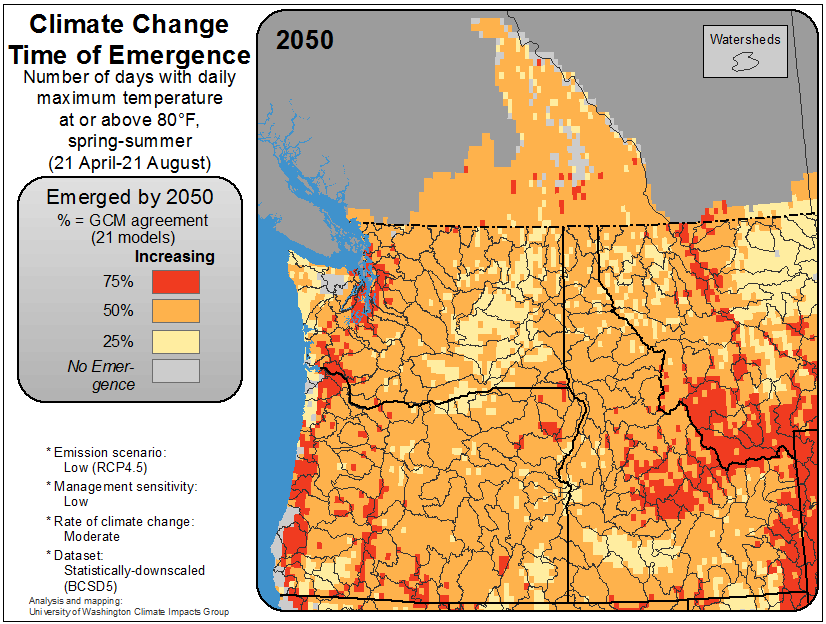 Climate Change
Time of Emergence
Number of days with daily
maximum temperature
at or above 80°F,
spring-summer
(21 April-21 August)
Emerged by 2050
% = GCM agreement
(21 models)
Increasing
75%
50%
25%
No Emer-
gence
* Emission scenario:
Low (RCP4.5)
* Management sensitivity:
Low
* Rate of climate change:
Moderate
* Dataset:
Statistically-downscaled
(BCSD5)
Analysis and mapping:
University of Washington Climate Impacts Group
2050
Watersheds